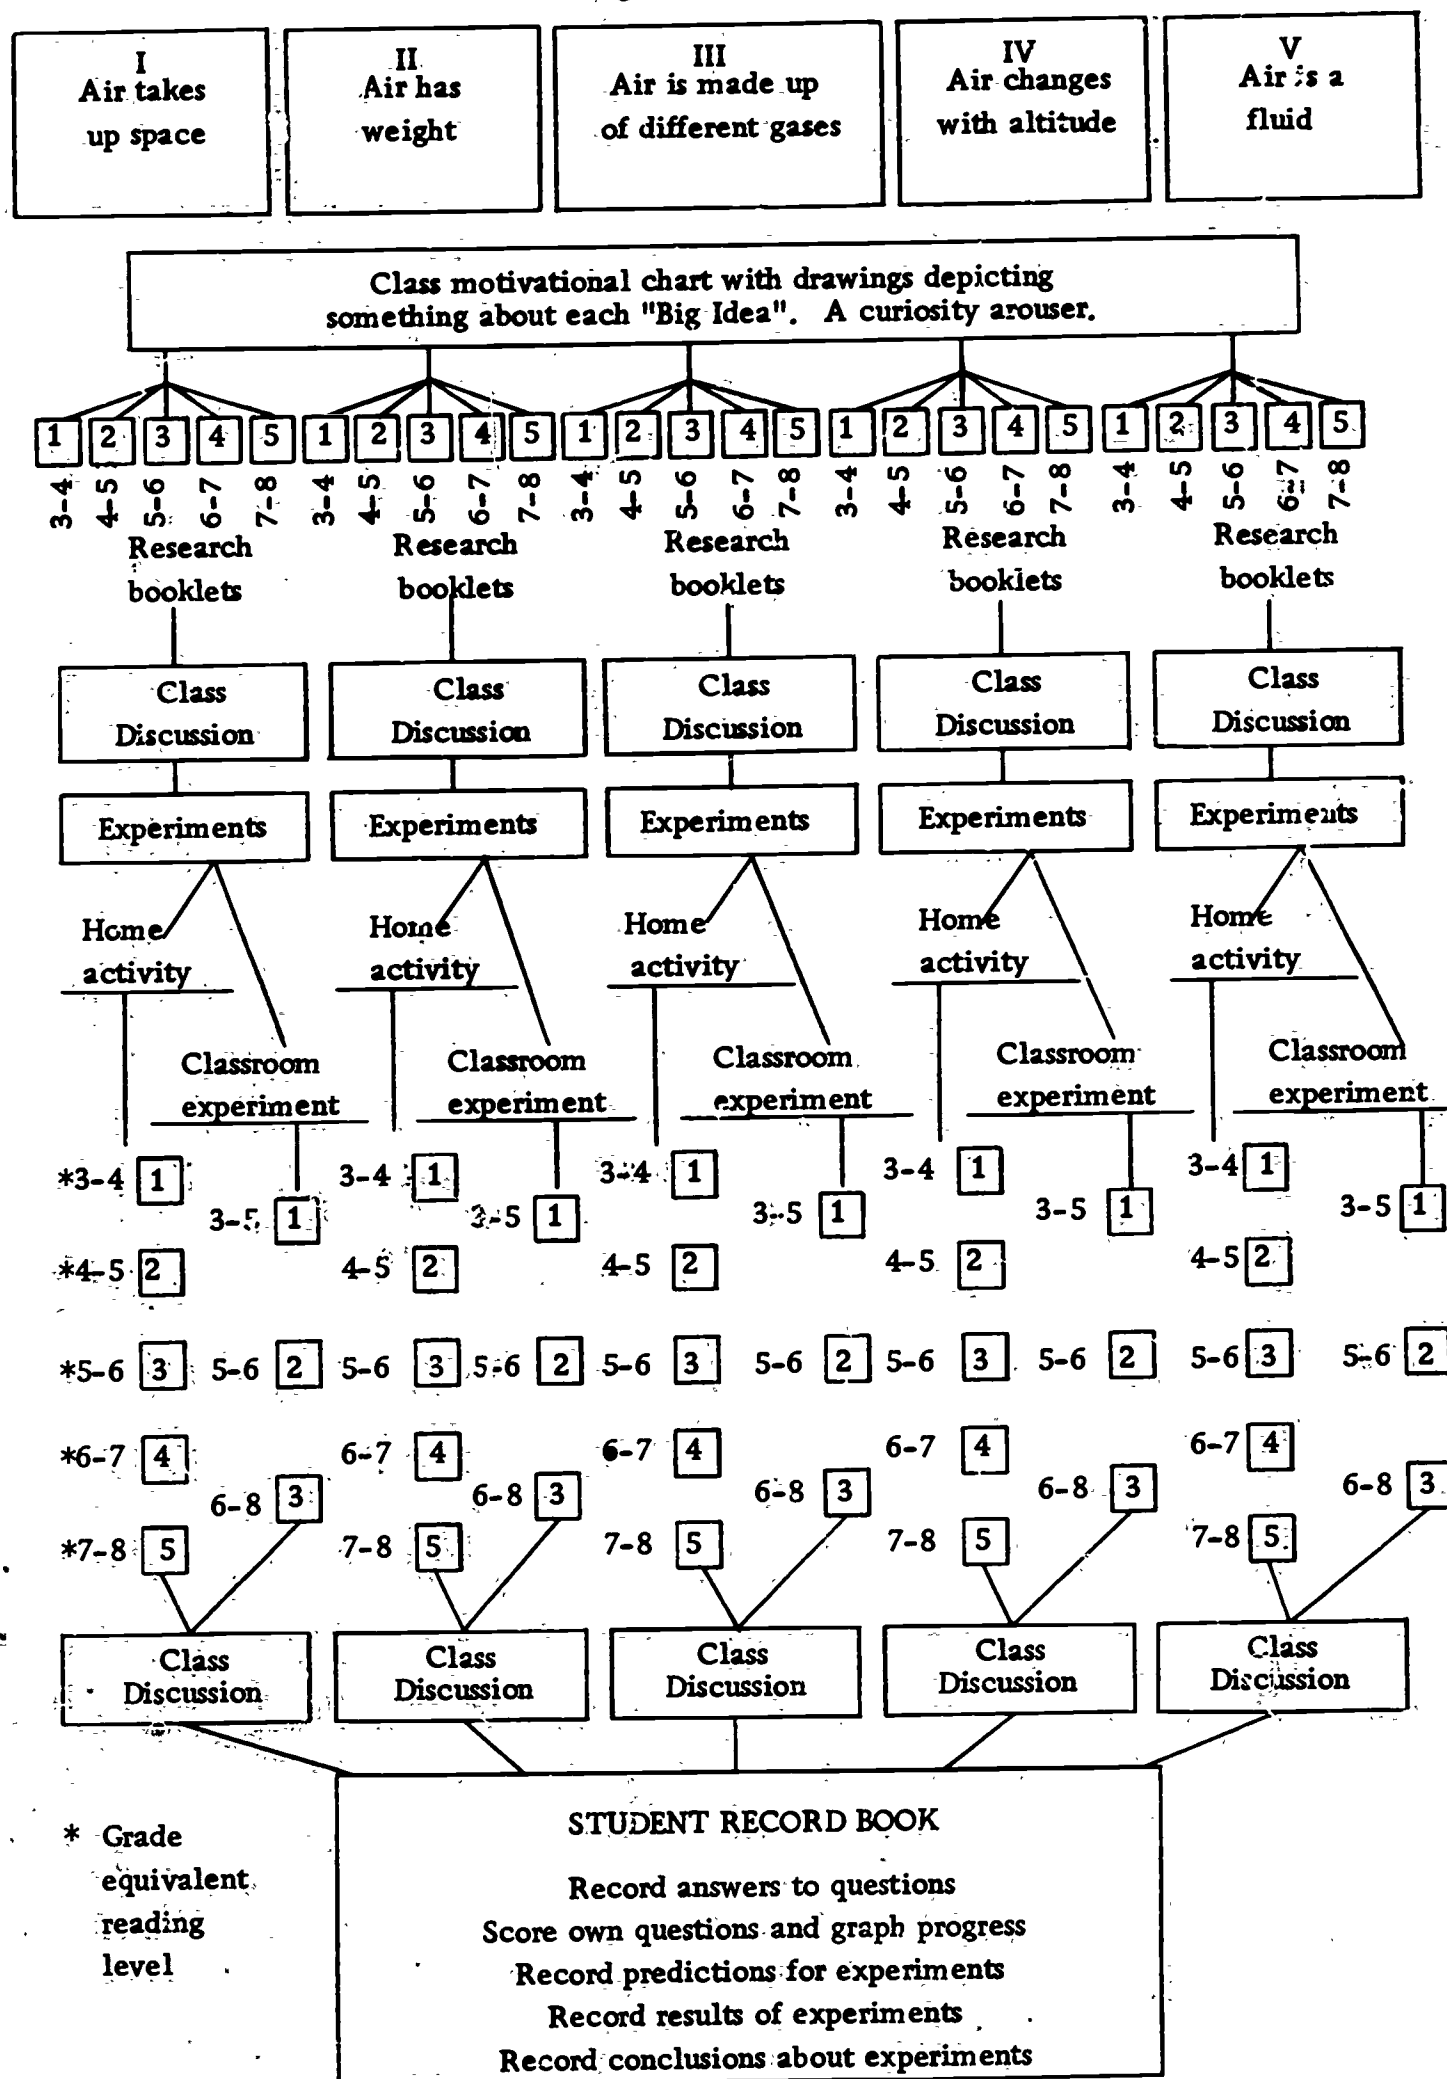 I
Air takes
up space
II
Air has
weight
III
Air is made up
of different gases
IV
Air changes
with altitude
V
Air is a
fluid
Class motivational chart with drawings depicting
something about each "Big Idea". A curiosity arouser.
1 2 3 4 5 1 2 3 4 5 1 2 3 4 5 1 2 3 4 5 1 2 3 4 5
3-4 4-5 5-6 6-7 7-8 3-4 4-5 5-6 6-7 7-8 3-4 4-5 5-6 6-7 7-8 3-4 4-5 5-6 6-7 7-8 3-4 4-5 5-6 6-7 7-8
Research Research Research Research Research
booklets booklets booklets booklets booklets
Class Class Class Class Class
Discussion Discussion Discussion Discussion Discussion
Experiments Experiments Experiments Experiments Experiments
Home Home Home Home Home
activity activity activity activity activity
Classroom Classroom Classroom Classroom Classroom
experiment experiment experiment experiment experiment
*3-4 1 3-4 1 3-4 1 3-4 1 3-4 1
3-5 1 3-5 1 3-5 1 3-5 1 3-5 1
*4-5 2 4-5 2 4-5 2 4-5 2 4-5 2
*5-6 3 5-6 2 5-6 3 5-6 2 5-6 3 5-6 2 5-6 3 5-6 2 5-6 3 5-6 2
*6-7 4 6-7 4 6-7 4 6-7 4 6-7 4
6-8 3 6-8 3 6-8 3 6-8 3 6-8 3
*7-8 5 7-8 5 7-8 5 7-8 5 7-8 5
Class Class Class Class Class
Discussion Discussion Discussion Discussion Discussion
* Grade
equivalent
reading
level
STUDENT RECORD BOOK
Record answers to questions
Score own questions and graph progress
Record predictions for experiments
Record results of experiments
Record conclusions about experiments